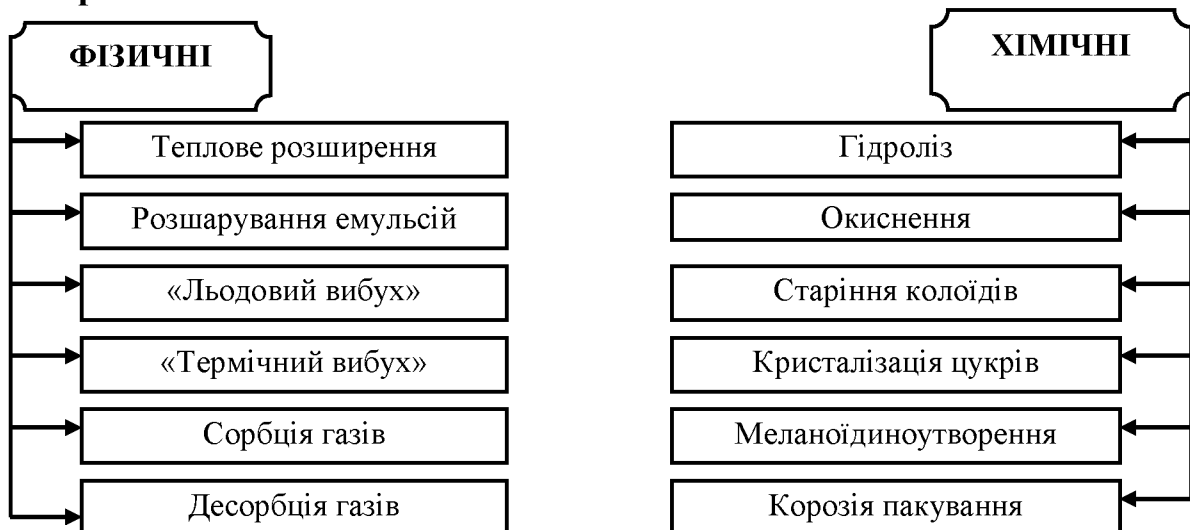 ФІЗИЧНІ
ХІМІЧНІ
Теплове розширення
Гідроліз
Розшарування емульсій
Окиснення
«Льодовий вибух»
Старіння колоїдів
«Термічний вибух»
Кристалізація цукрів
Сорбція газів
Меланоїдиноутворення
Десорбція газів
Корозія пакування